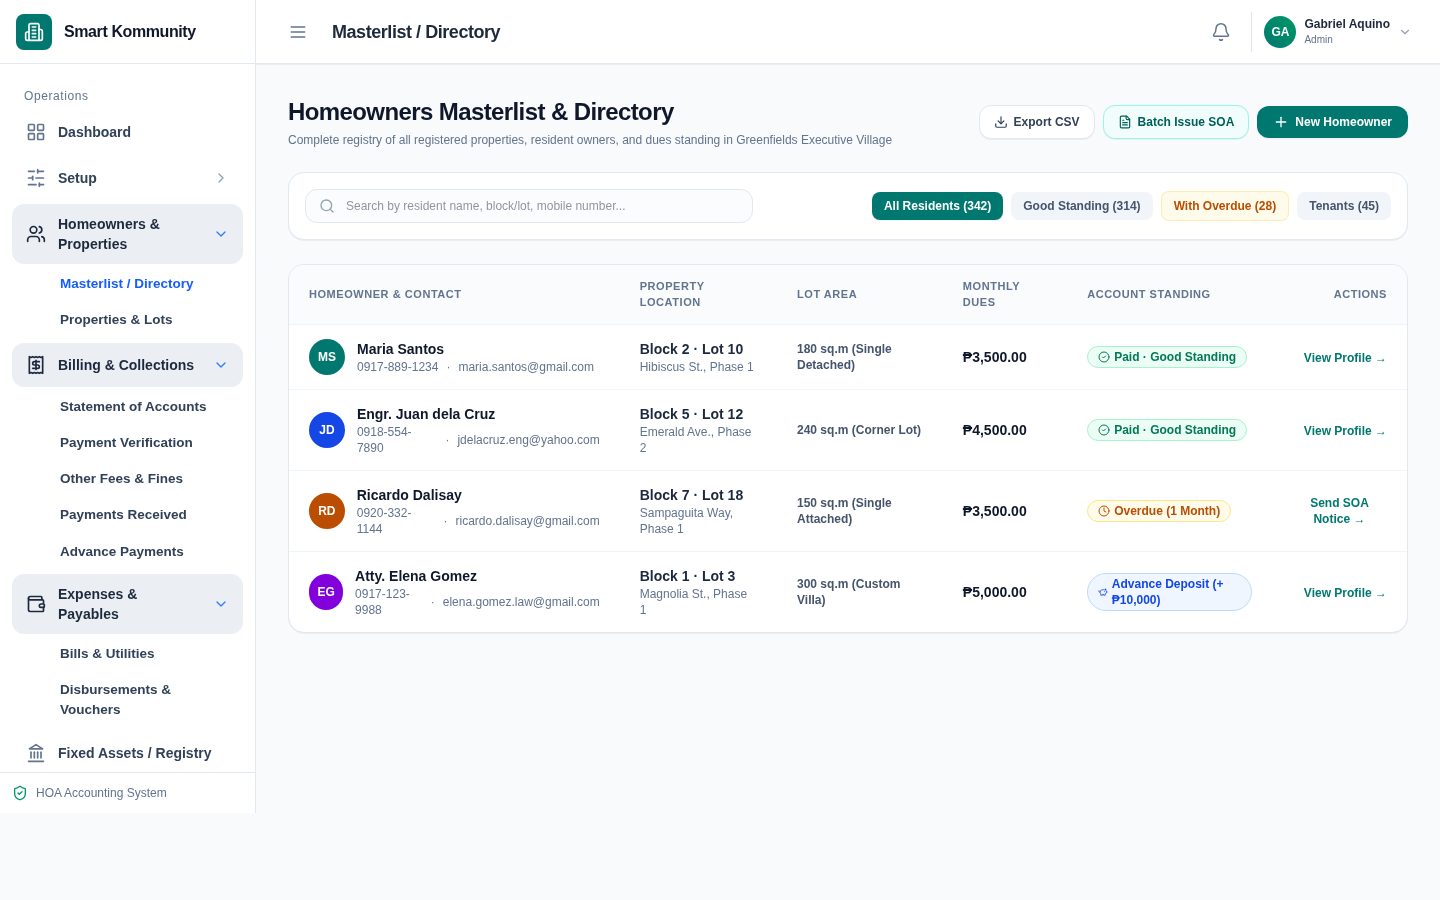 Smart Kommunity
Masterlist / Directory
GA
Gabriel Aquino
Admin
Operations
Dashboard
Setup
Homeowners &
Properties
Masterlist / Directory
Properties & Lots
Billing & Collections
Statement of Accounts
Payment Verification
Other Fees & Fines
Payments Received
Advance Payments
Expenses &
Payables
Bills & Utilities
Disbursements &
Vouchers
Fixed Assets / Registry
HOA Accounting System
Homeowners Masterlist & Directory
Complete registry of all registered properties, resident owners, and dues standing in Greenfields Executive Village
Export CSV
Batch Issue SOA
New Homeowner
Search by resident name, block/lot, mobile number...
All Residents (342)
Good Standing (314)
With Overdue (28)
Tenants (45)
HOMEOWNER & CONTACT
PROPERTY
LOCATION
LOT AREA
MONTHLY
DUES
ACCOUNT STANDING
ACTIONS
MS
Maria Santos
0917-889-1234 · maria.santos@gmail.com
Block 2 · Lot 10
Hibiscus St., Phase 1
180 sq.m (Single
Detached)
₱3,500.00
Paid · Good Standing
View Profile →
JD
Engr. Juan dela Cruz
0918-554-
7890
· jdelacruz.eng@yahoo.com
Block 5 · Lot 12
Emerald Ave., Phase
2
240 sq.m (Corner Lot)
₱4,500.00
Paid · Good Standing
View Profile →
RD
Ricardo Dalisay
0920-332-
1144
· ricardo.dalisay@gmail.com
Block 7 · Lot 18
Sampaguita Way,
Phase 1
150 sq.m (Single
Attached)
₱3,500.00
Overdue (1 Month)
Send SOA
Notice →
EG
Atty. Elena Gomez
0917-123-
9988
· elena.gomez.law@gmail.com
Block 1 · Lot 3
Magnolia St., Phase
1
300 sq.m (Custom
Villa)
₱5,000.00
Advance Deposit (+
₱10,000)
View Profile →